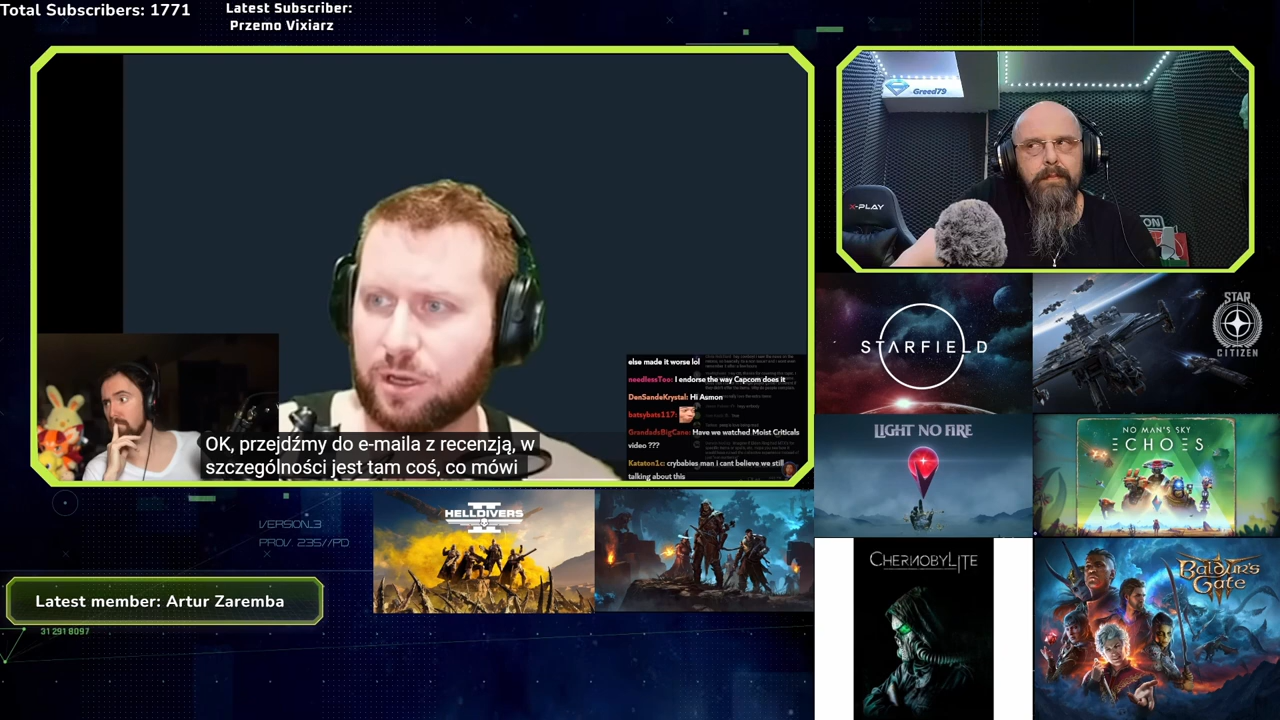 Total Subscribers: 1771
Latest Subscriber:
Przemo Vixiarz
Greed79
X-PLAY
ON
else made it worse lol
needlessToo: I endorse the way Capcom does it
DenSandeKrystal: Hi Asmon
batsybats117:
GrandadsBigCane: Have we watched Moist Criticals
video ???
Kataton1c: crybabies man I cant believe we still
talking about this
OK, przejdźmy do e-maila z recenzją, w
szczególności jest tam coś, co mówi
STARFIELD
STAR
CITIZEN
LIGHT NO FIRE
NO MAN'S SKY
ECHOES
HELLDIVERS
II
VERSION_3
PROV. 235//PD
Latest member: Artur Zaremba
31 291 8097
CHERNOBYLITE
Baldur's
Gate